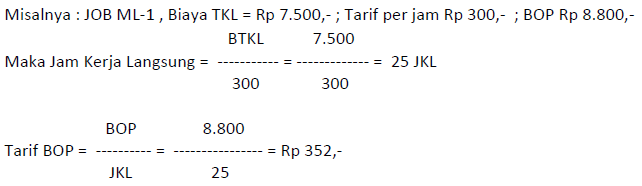 Misalnya : JOB ML-1 , Biaya TKL = Rp 7.500,- ; Tarif per jam Rp 300,- ; BOP Rp 8.800,-
BTKL 7.500
Maka Jam Kerja Langsung = ----------- = ------------- = 25 JKL
300 300
BOP 8.800
Tarif BOP = ---------- = ---------------- = Rp 352,-
JKL 25